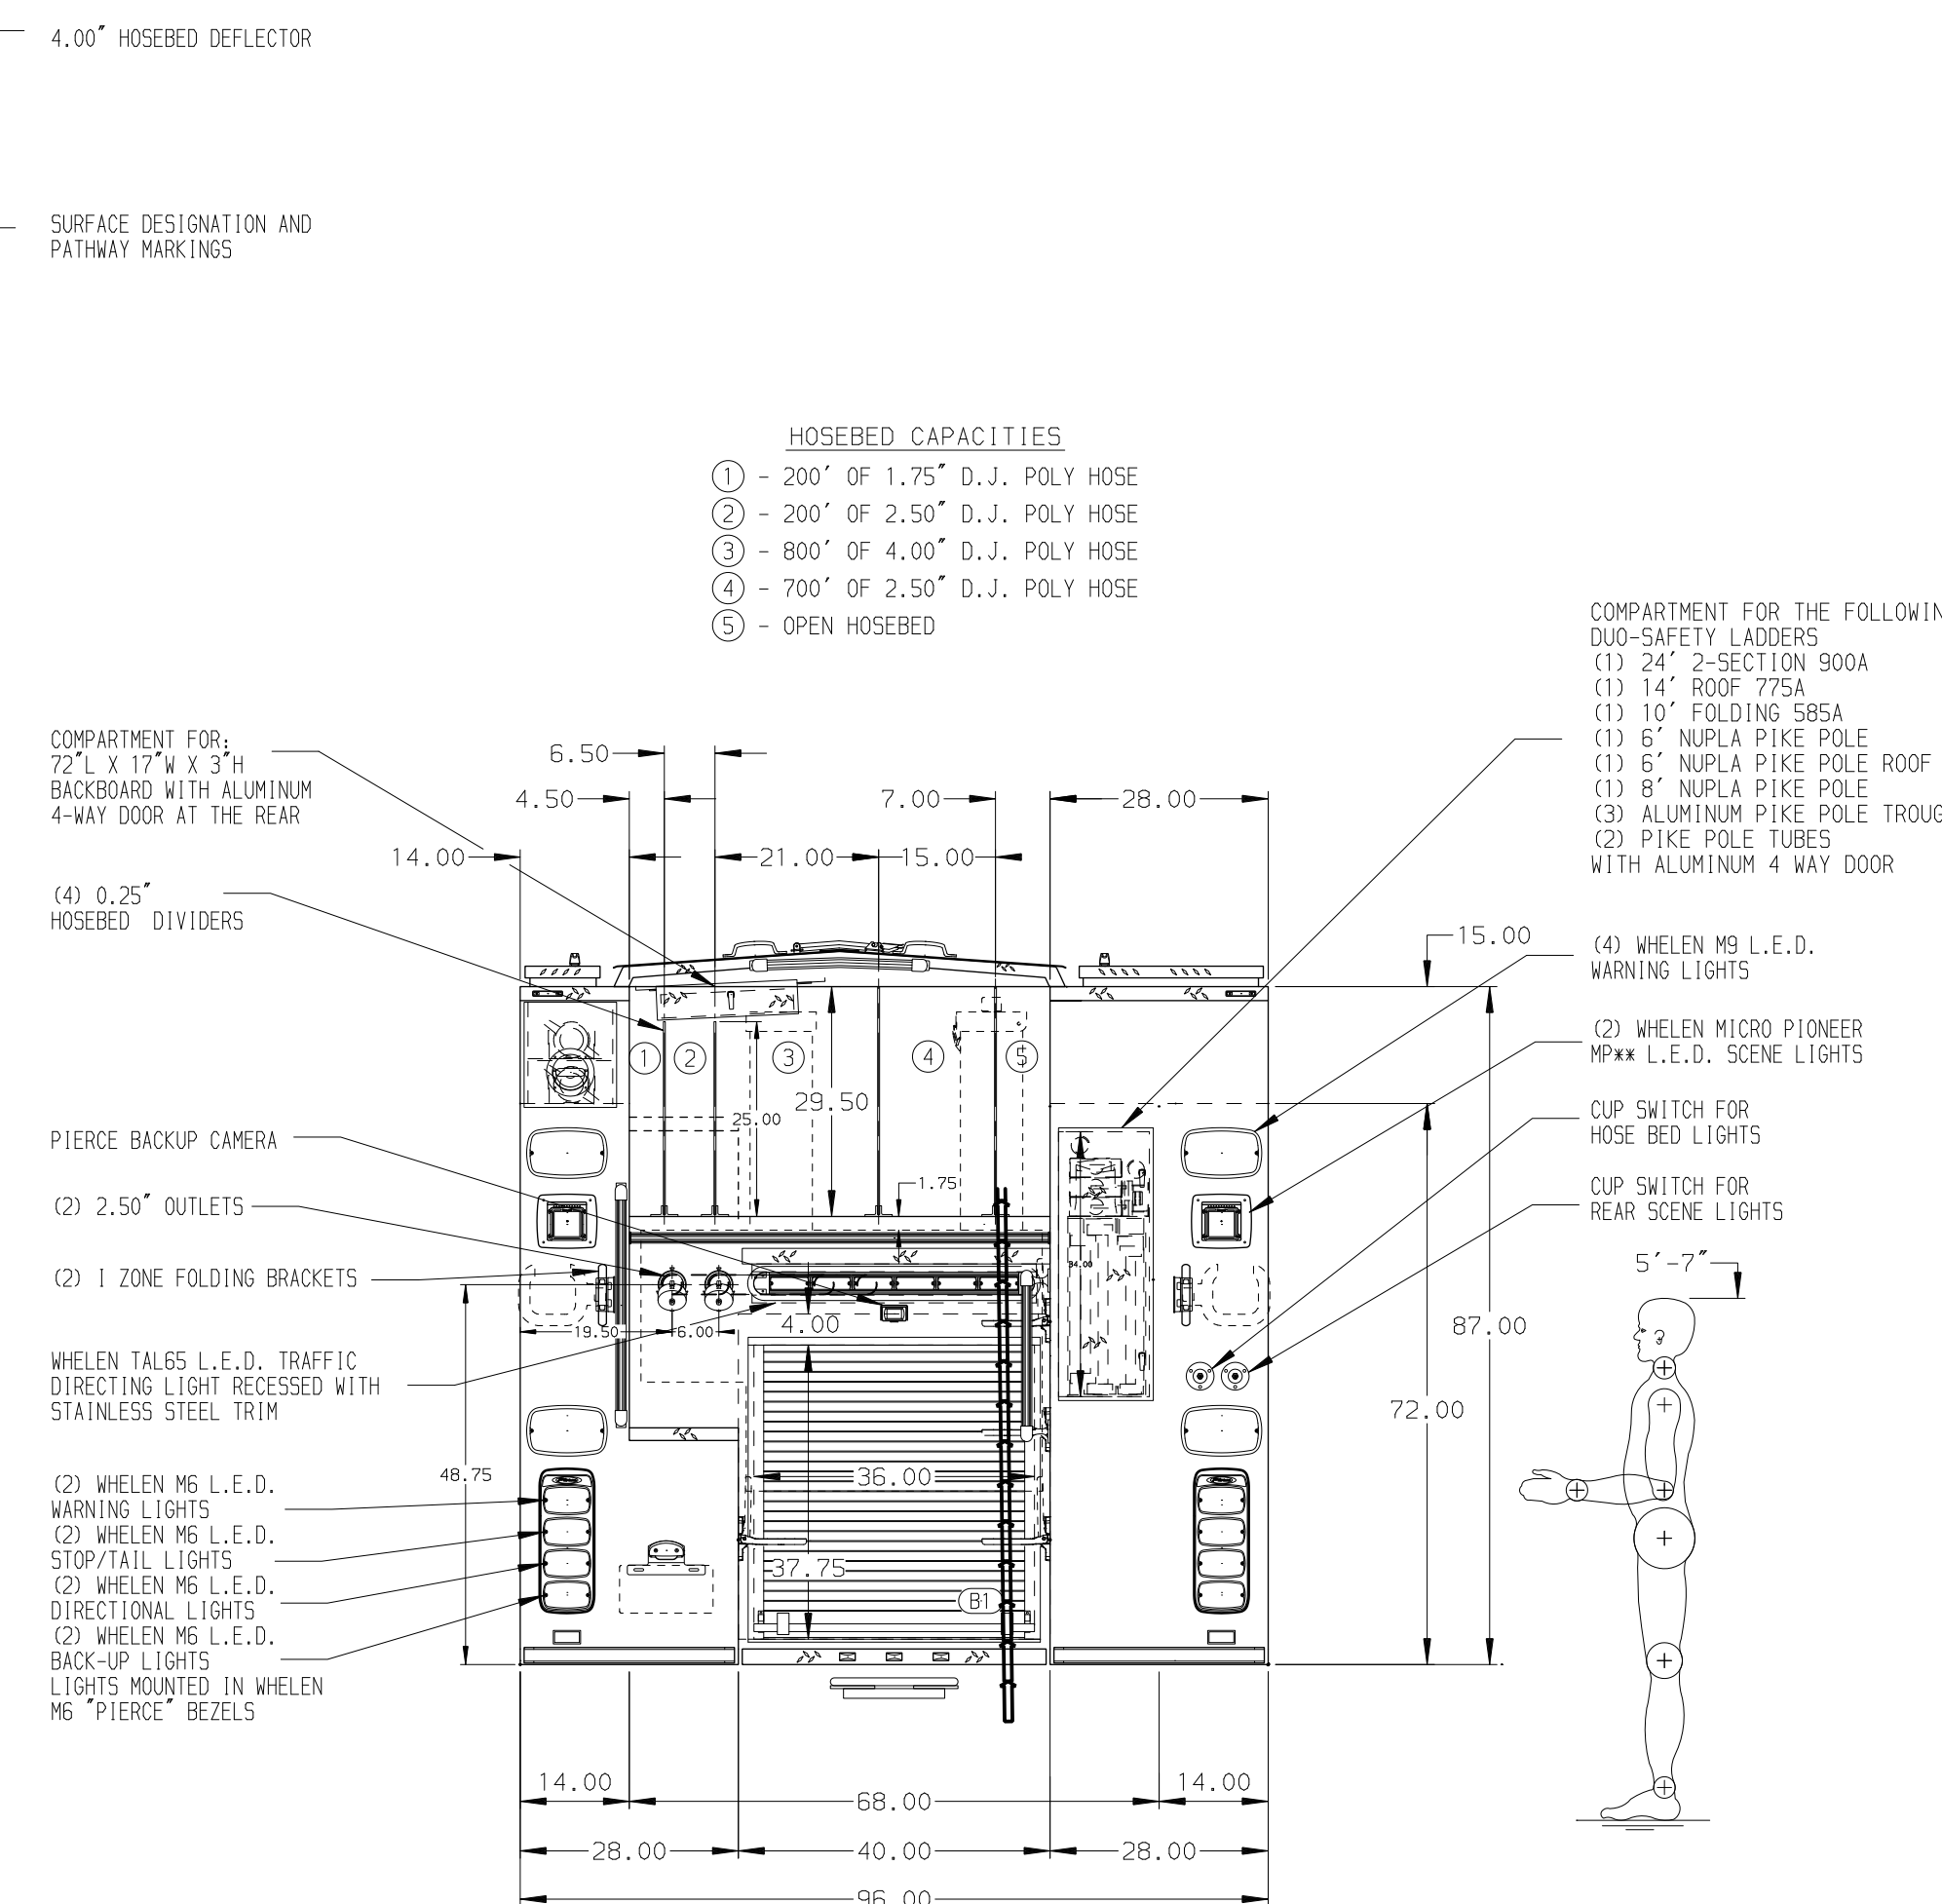 4.00" HOSEBED DEFLECTOR
SURFACE DESIGNATION AND
PATHWAY MARKINGS
HOSEBED CAPACITIES
1 - 200' OF 1.75" D.J. POLY HOSE
2 - 200' OF 2.50" D.J. POLY HOSE
3 - 800' OF 4.00" D.J. POLY HOSE
4 - 700' OF 2.50" D.J. POLY HOSE
5 - OPEN HOSEBED
COMPARTMENT FOR:
72"L X 17"W X 3"H
BACKBOARD WITH ALUMINUM
4-WAY DOOR AT THE REAR
(4) 0.25"
HOSEBED DIVIDERS
PIERCE BACKUP CAMERA
(2) 2.50" OUTLETS
(2) I ZONE FOLDING BRACKETS
WHELEN TAL65 L.E.D. TRAFFIC
DIRECTING LIGHT RECESSED WITH
STAINLESS STEEL TRIM
(2) WHELEN M6 L.E.D.
WARNING LIGHTS
(2) WHELEN M6 L.E.D.
STOP/TAIL LIGHTS
(2) WHELEN M6 L.E.D.
DIRECTIONAL LIGHTS
(2) WHELEN M6 L.E.D.
BACK-UP LIGHTS
LIGHTS MOUNTED IN WHELEN
M6 "PIERCE" BEZELS
COMPARTMENT FOR THE
DUO-SAFETY LADDERS
(1) 24' 2-SECTION 900A
(1) 14' ROOF 775A
(1) 10' FOLDING 585A
(1) 6' NUPLA PIKE POLE
(1) 6' NUPLA PIKE POLE ROOF
(1) 8' NUPLA PIKE POLE
(3) ALUMINUM PIKE POLE
(2) PIKE POLE TUBES
WITH ALUMINUM 4 WAY DOOR
(4) WHELEN M9 L.E.D.
WARNING LIGHTS
(2) WHELEN MICRO PIONEER
MP** L.E.D. SCENE LIGHTS
CUP SWITCH FOR
HOSE BED LIGHTS
CUP SWITCH FOR
REAR SCENE LIGHTS
5'-7"
6.50
4.50
7.00
28.00
14.00
21.00
15.00
15.00
1
2
3
4
5
29.50
25.00
1.75
34.00
19.50
6.00
4.00
87.00
72.00
48.75
36.00
37.75
B1
14.00
68.00
14.00
28.00
40.00
28.00
96.00